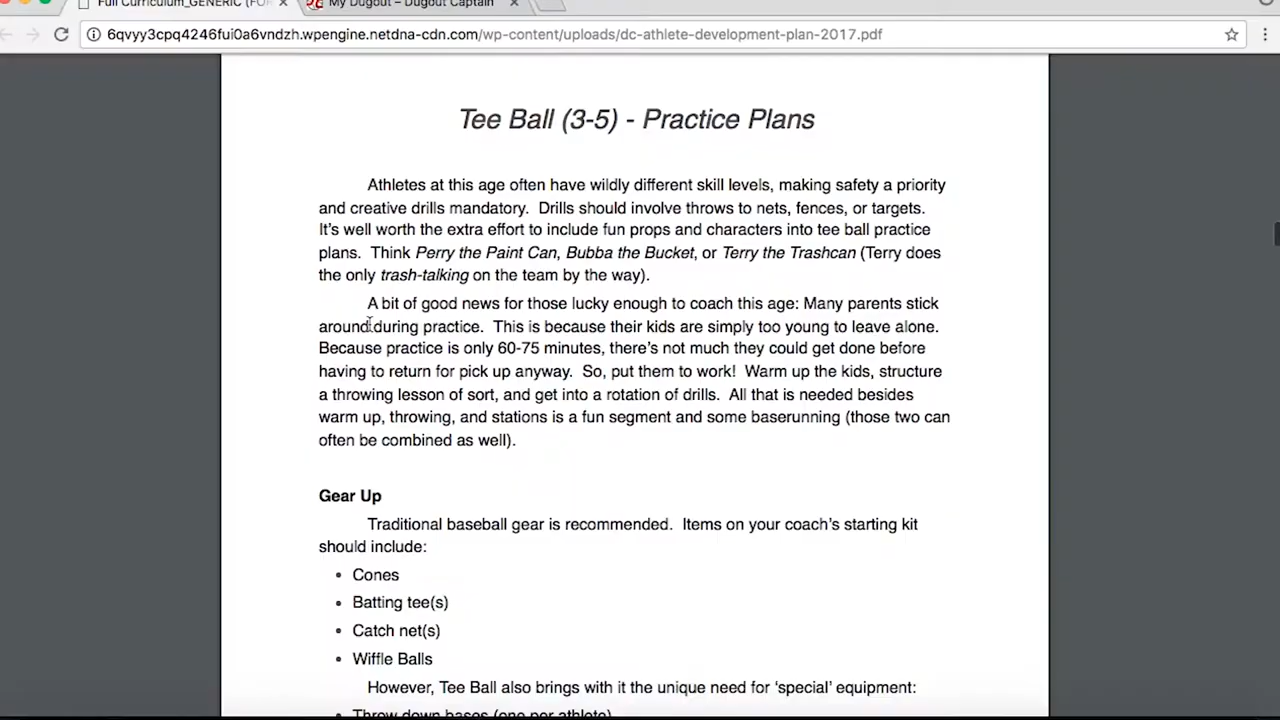 Full Curriculum_GENERIC (FO
My Dugout – Dugout Captain
6qvyy3cpq4246fui0a6vndzh.wpengine.netdna-cdn.com/wp-content/uploads/dc-athlete-development-plan-2017.pdf
Tee Ball (3-5) - Practice Plans
Athletes at this age often have wildly different skill levels, making safety a priority
and creative drills mandatory.  Drills should involve throws to nets, fences, or targets.
It's well worth the extra effort to include fun props and characters into tee ball practice
plans.  Think Perry the Paint Can, Bubba the Bucket, or Terry the Trashcan (Terry does
the only trash-talking on the team by the way).
A bit of good news for those lucky enough to coach this age: Many parents stick
around during practice.  This is because their kids are simply too young to leave alone.
Because practice is only 60-75 minutes, there's not much they could get done before
having to return for pick up anyway.  So, put them to work!  Warm up the kids, structure
a throwing lesson of sort, and get into a rotation of drills.  All that is needed besides
warm up, throwing, and stations is a fun segment and some baserunning (those two can
often be combined as well).
Gear Up
Traditional baseball gear is recommended.  Items on your coach's starting kit
should include:
• Cones
• Batting tee(s)
• Catch net(s)
• Wiffle Balls
However, Tee Ball also brings with it the unique need for 'special' equipment:
• Throw down bases (one per athlete)